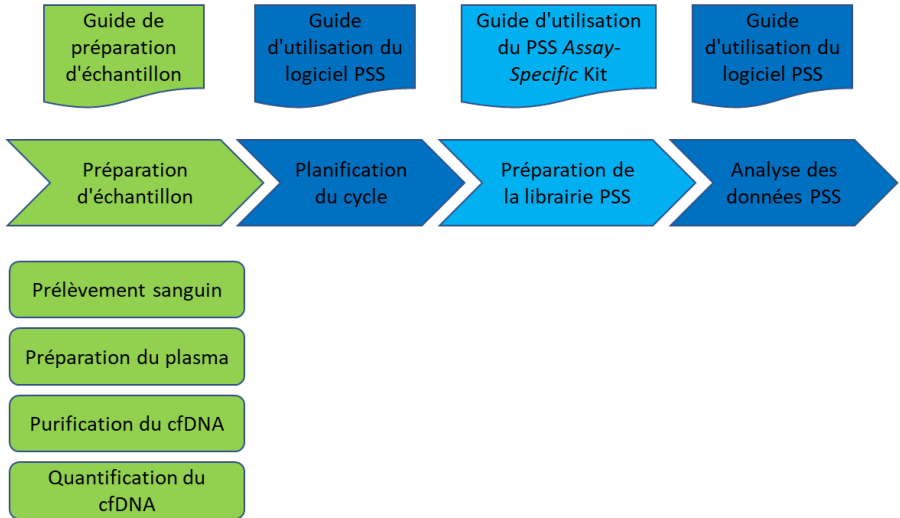 Guide de
préparation
d'échantillon
Guide
d'utilisation du
logiciel PSS
Guide d'utilisation
du PSS Assay-
Specific Kit
Guide
d'utilisation du
logiciel PSS
Préparation
d'échantillon
Planification
du cycle
Préparation de
la librairie PSS
Analyse des
données PSS
Prélèvement sanguin
Préparation du plasma
Purification du cfDNA
Quantification du
cfDNA